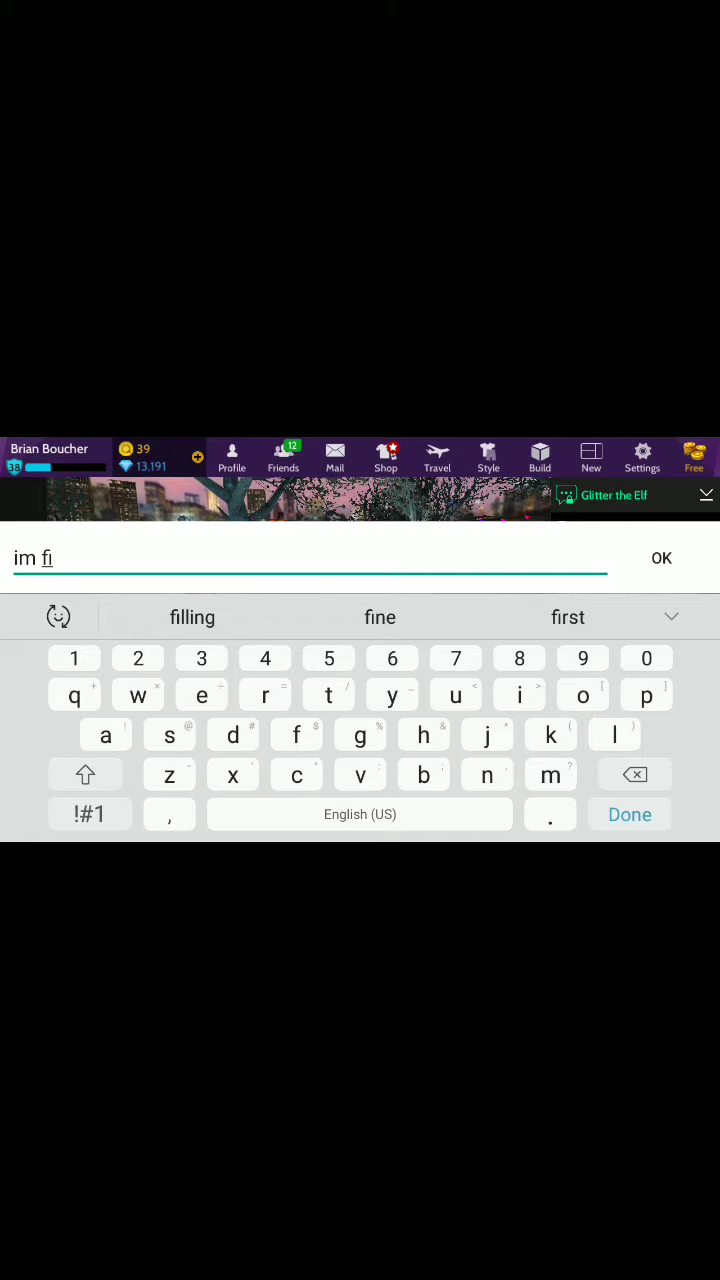 Brian Boucher
38
39
13,191
Profile
12
Friends
Mail
Shop
Travel
Style
Build
New
Settings
Free
Glitter the Elf
im fi
OK
filling fine first
1 2 3 4 5 6 7 8 9 0
q + w × e ÷ r = t / y _ u < i > o [ p ]
a ! s @ d # f $ g % h & j * k ( l )
z - x ' c " v : b ; n , m ?
!#1 , English (US) . Done